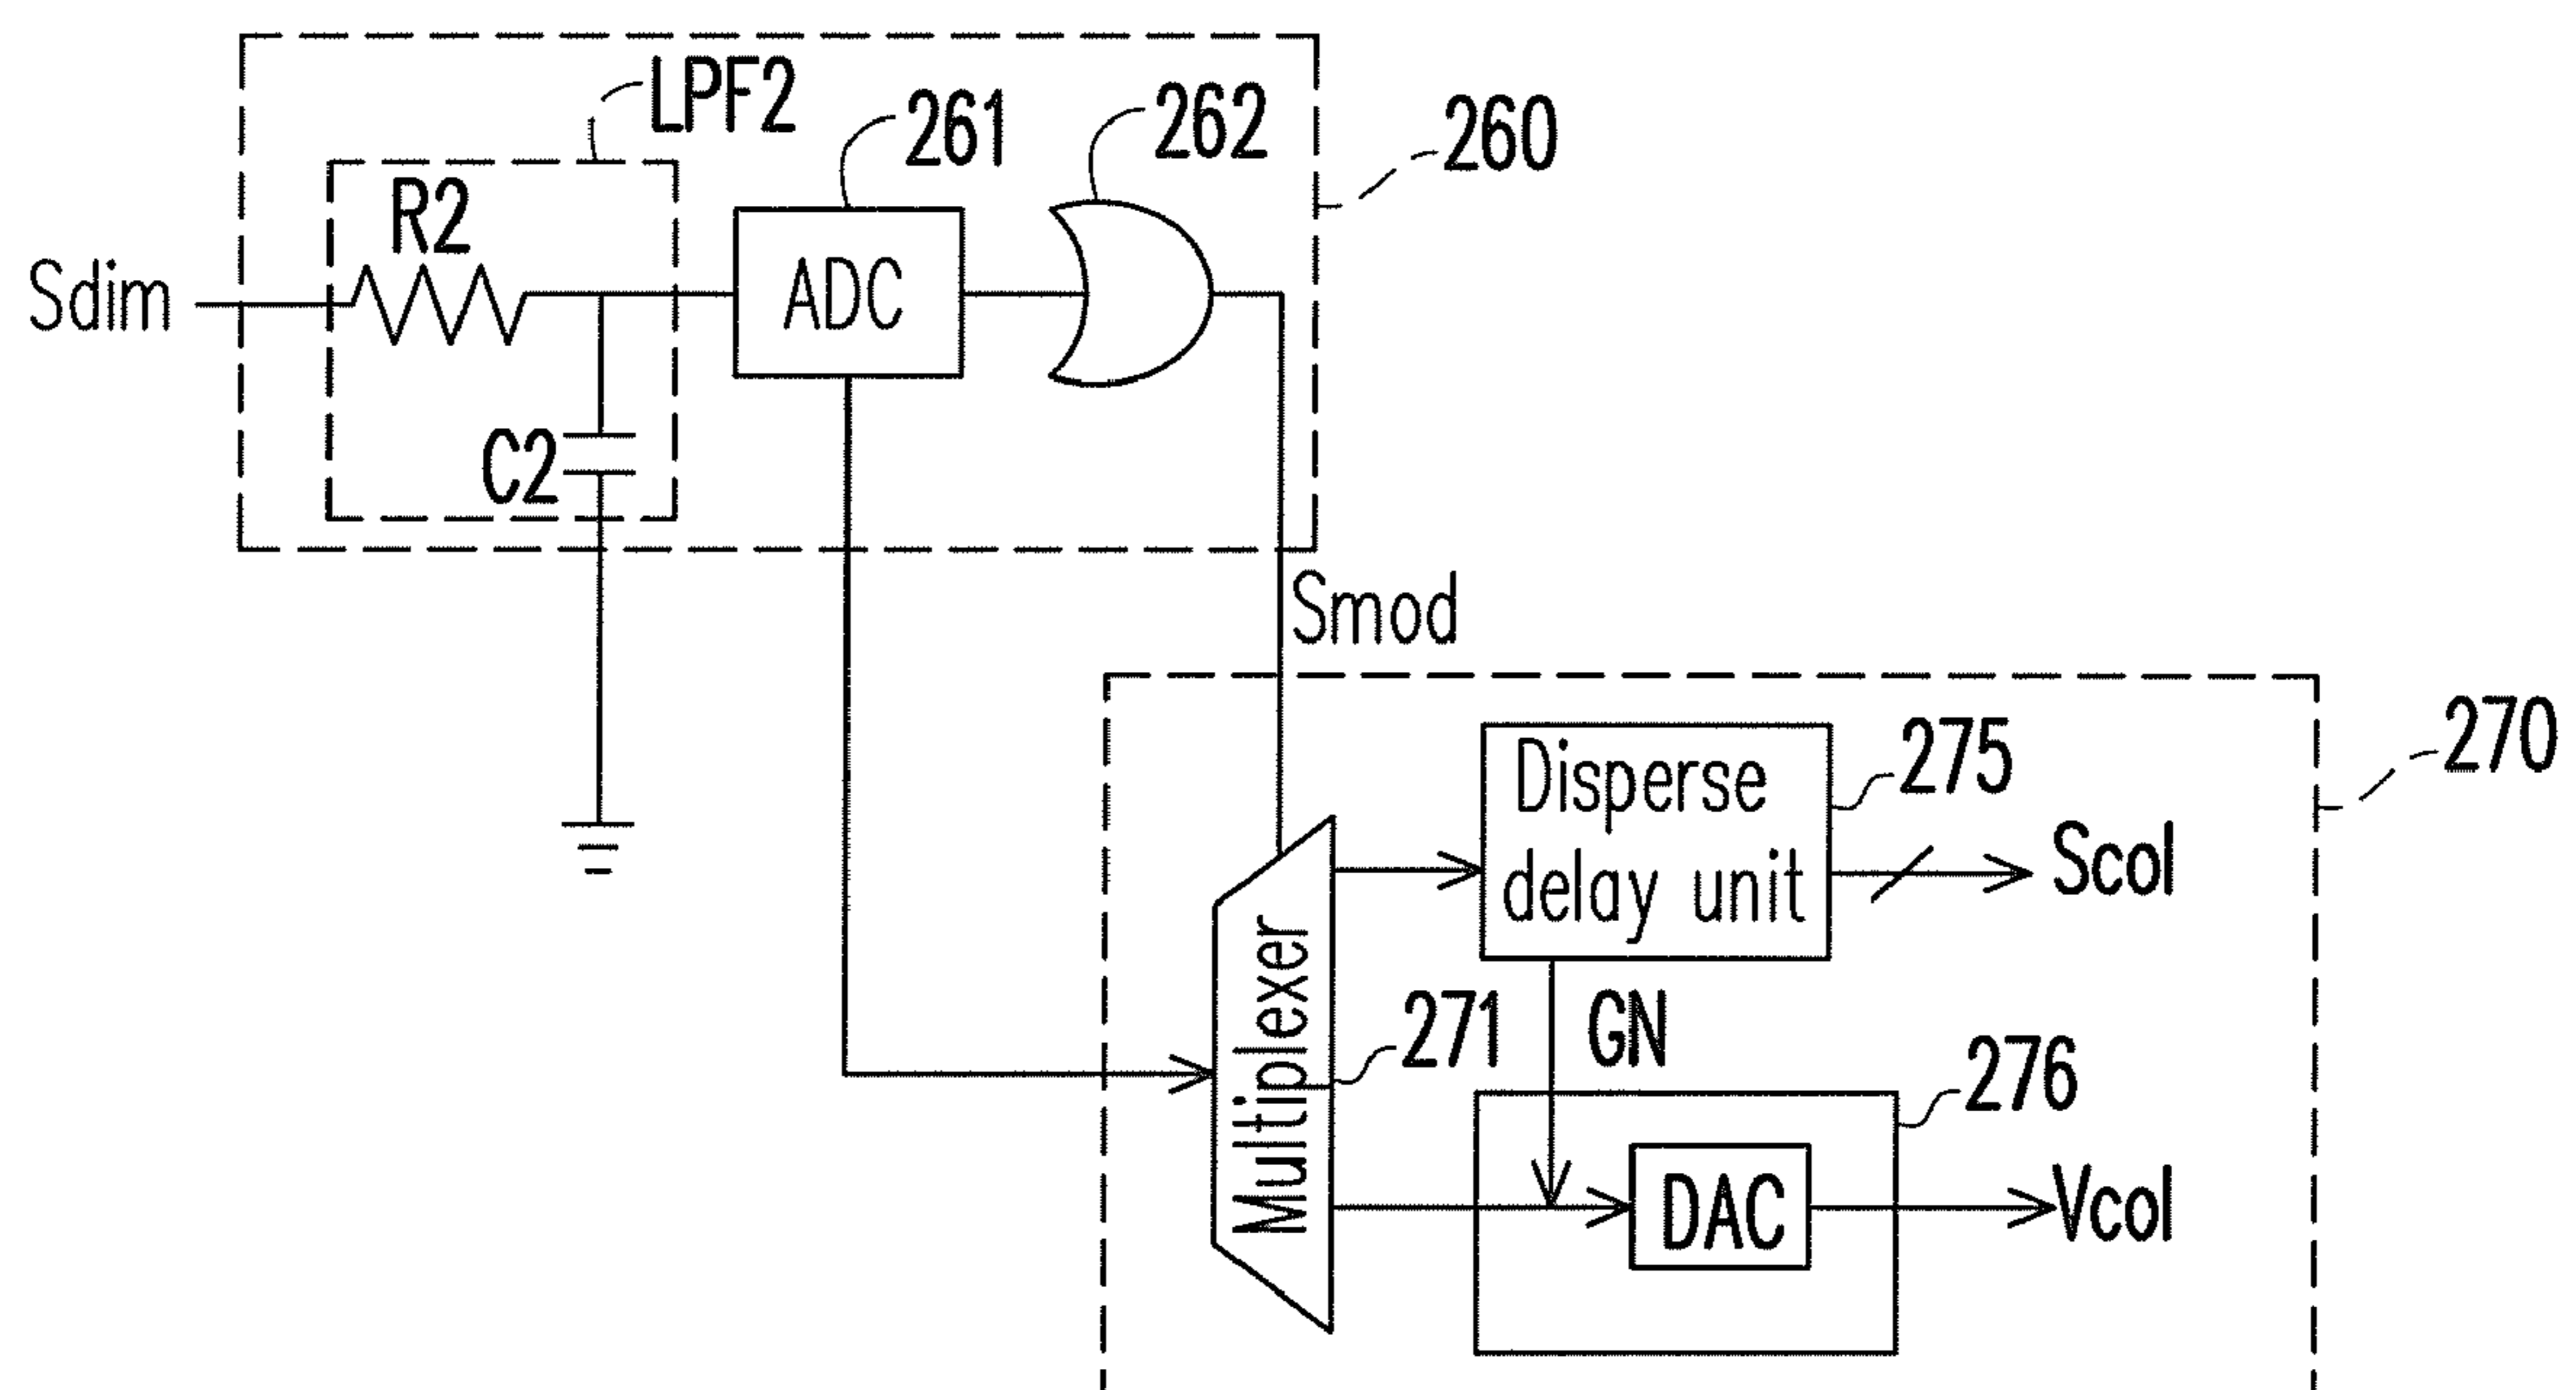 LPF2
261
262
260
R2
Sdim
ADC
C2
Smod
270
Disperse
delay unit
275
Scol
Multiplexer
271
GN
276
DAC
Vcol